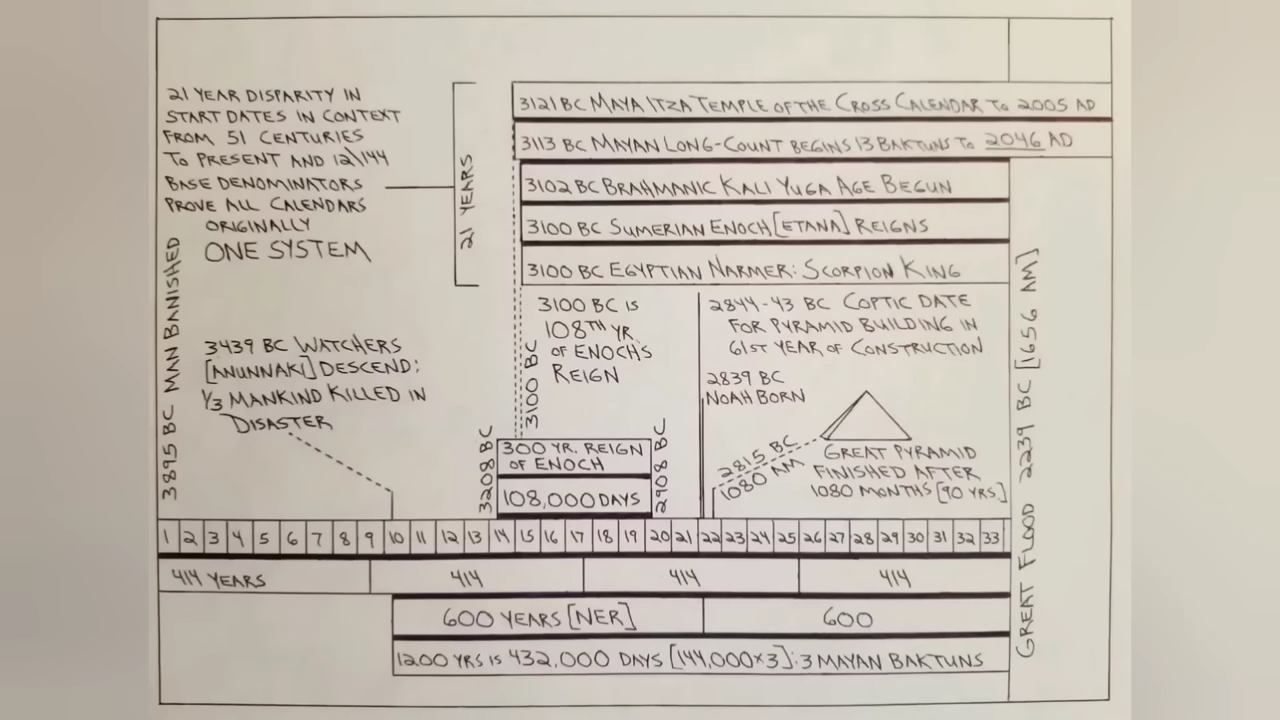 21 YEAR DISPARITY IN
START DATES IN CONTEXT
FROM 51 CENTURIES
TO PRESENT AND 12\144
BASE DENOMINATORS
PROVE ALL CALENDARS
ORIGINALLY
ONE SYSTEM
21 YEARS
3121 BC MAYA ITZA TEMPLE OF THE CROSS CALENDAR TO 2005 AD
3113 BC MAYAN LONG-COUNT BEGINS 13 BAKTUNS TO 2046 AD
3102 BC BRAHMANIC KALI YUGA AGE BEGUN
3100 BC SUMERIAN ENOCH [ETANA] REIGNS
3100 BC EGYPTIAN NARMER: SCORPION KING
3895 BC MAN BANISHED
3439 BC WATCHERS
[ANUNNAKI] DESCEND:
1/3 MANKIND KILLED IN
DISASTER
3100 BC IS
108TH YR.
OF ENOCH'S
REIGN
3100 BC
2844-43 BC COPTIC DATE
FOR PYRAMID BUILDING IN
61ST YEAR OF CONSTRUCTION
2839 BC
NOAH BORN
3208 BC
300 YR. REIGN
OF ENOCH
108,000 DAYS
2908 BC
2815 BC
1080 AM
GREAT PYRAMID
FINISHED AFTER
1080 MONTHS [90 YRS]
GREAT FLOOD 2239 BC [1656 AM]
1 2 3 4 5 6 7 8 9 10 11 12 13 14 15 16 17 18 19 20 21 22 23 24 25 26 27 28 29 30 31 32 33
414 YEARS 414 414 414
600 YEARS [NER] 600
1200 YRS IS 432,000 DAYS [144,000×3]: 3 MAYAN BAKTUNS